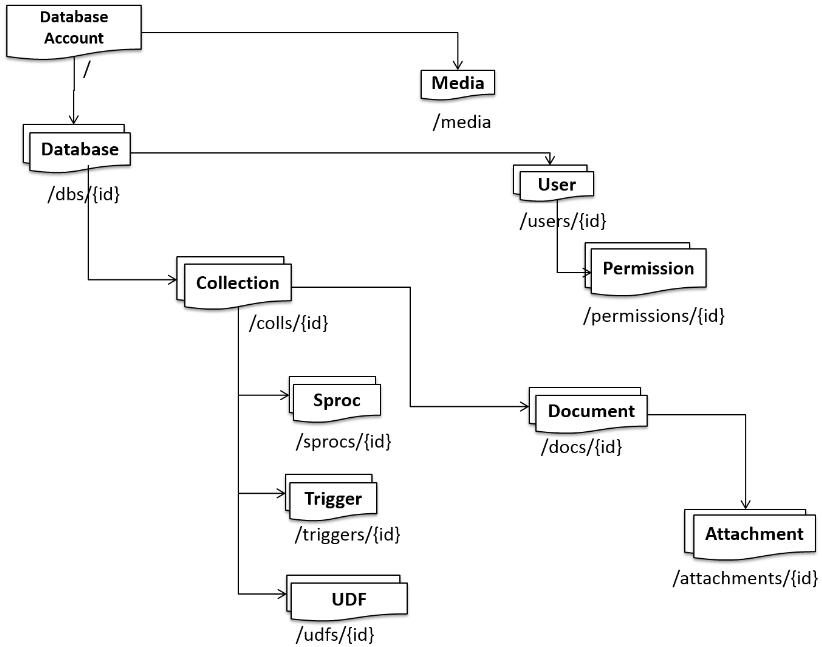 Database
Account
/
Media
/media
Database
/dbs/{id}
User
/users/{id}
Permission
/permissions/{id}
Collection
/colls/{id}
Sproc
/sprocs/{id}
Document
/docs/{id}
Trigger
/triggers/{id}
Attachment
/attachments/{id}
UDF
/udfs/{id}